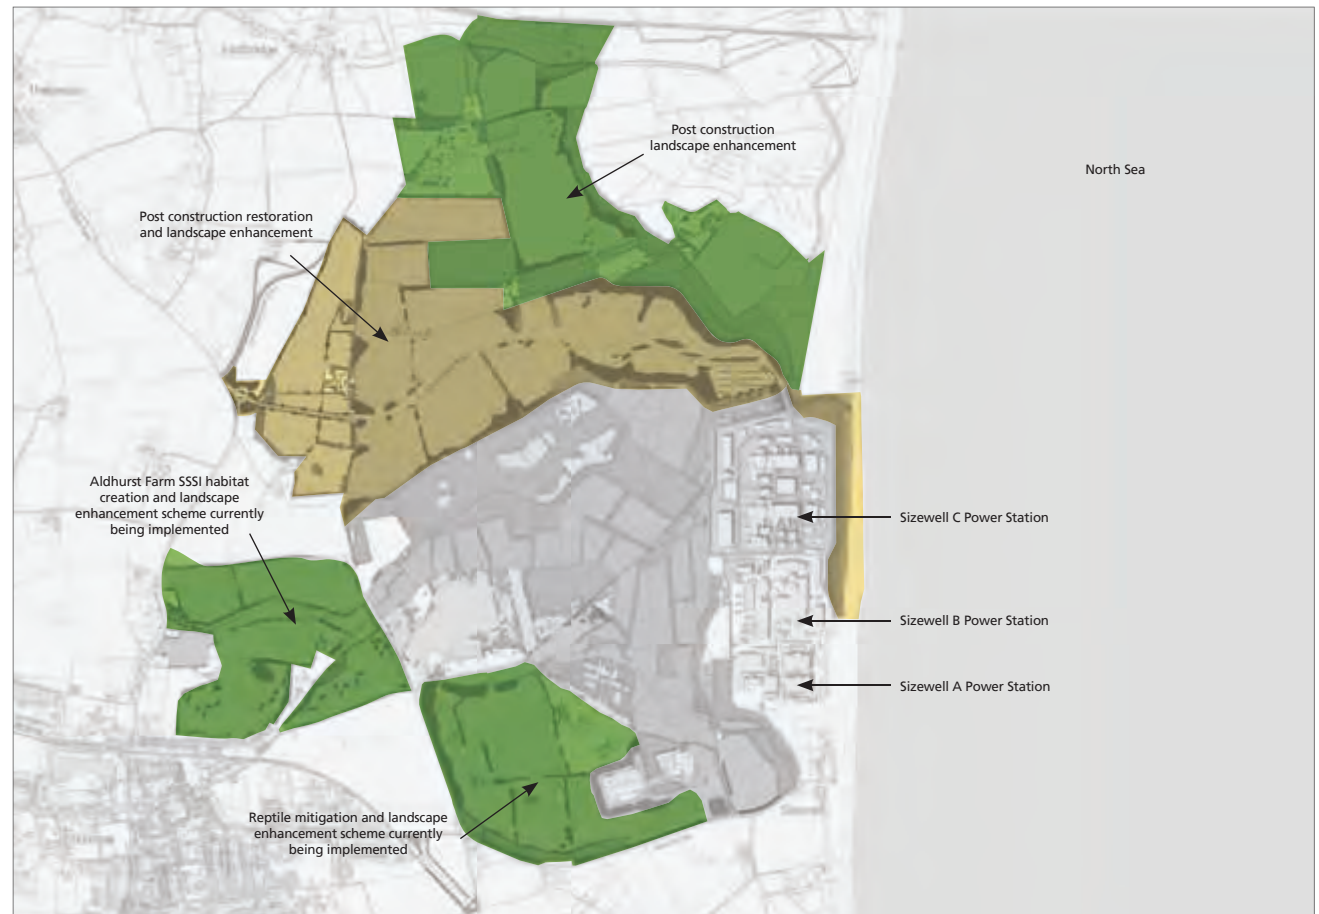 Post construction
landscape enhancement
North Sea
Post construction restoration
and landscape enhancement
Aldhurst Farm SSSI habitat
creation and landscape
enhancement scheme currently
being implemented
Sizewell C Power Station
Sizewell B Power Station
Sizewell A Power Station
Reptile mitigation and landscape
enhancement scheme currently
being implemented